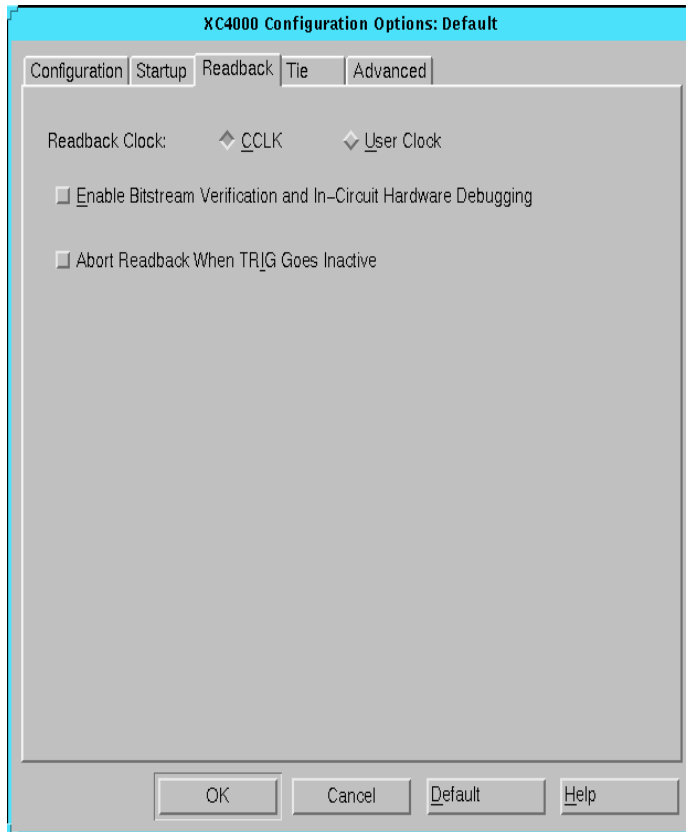 XC4000 Configuration Options: Default
Configuration Startup Readback Tie Advanced
Readback Clock: CCLK User Clock
Enable Bitstream Verification and In-Circuit Hardware Debugging
Abort Readback When TRIG Goes Inactive
OK Cancel Default Help